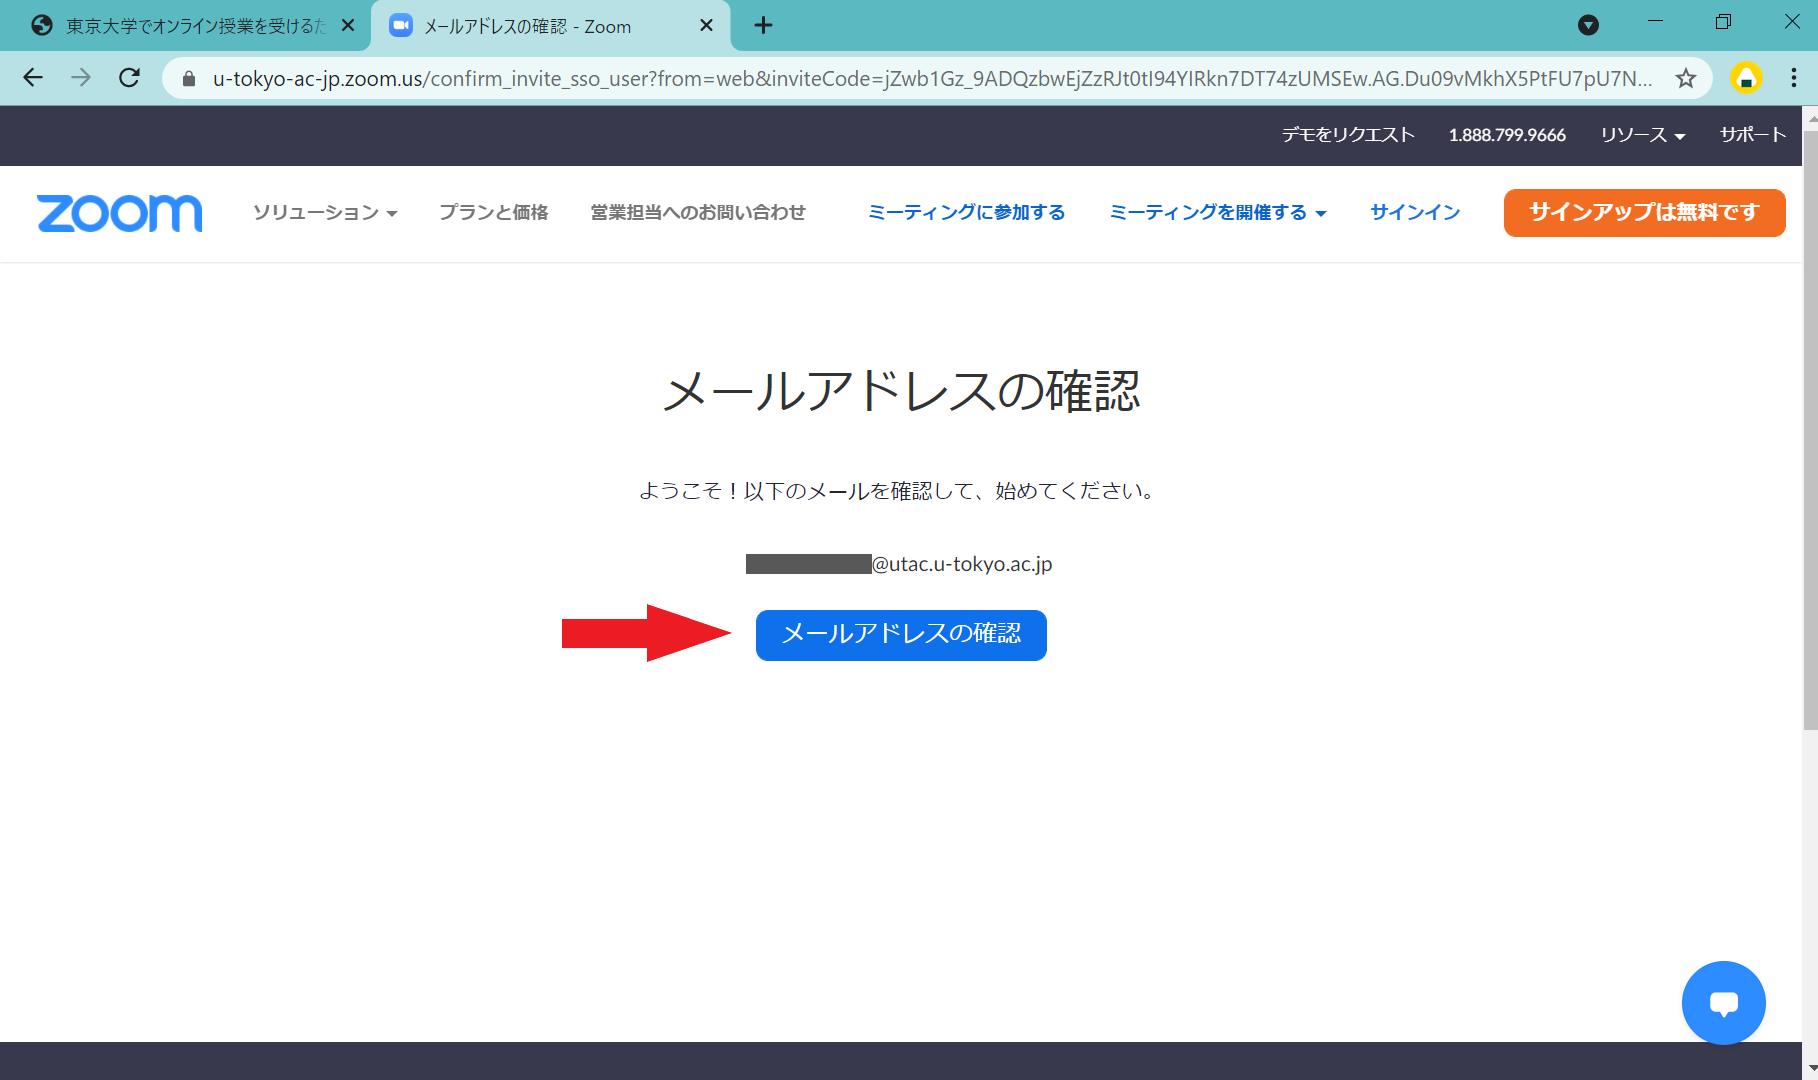 東京大学でオンライン授業を受けるた
メールアドレスの確認 - Zoom
u-tokyo-ac-jp.zoom.us/confirm_invite_sso_user?from=web&inviteCode=jZwb1Gz_9ADQzbwEjZzRJt0tI94YlRkn7DT74zUMSEw.AG.Du09vMkhX5PtFU7pU7N...
デモをリクエスト 1.888.799.9666 リソース サポート
zoom ソリューション プランと価格 営業担当へのお問い合わせ ミーティングに参加する ミーティングを開催する サインイン サインアップは無料です
メールアドレスの確認
ようこそ！以下のメールを確認して、始めてください。
@utac.u-tokyo.ac.jp
メールアドレスの確認